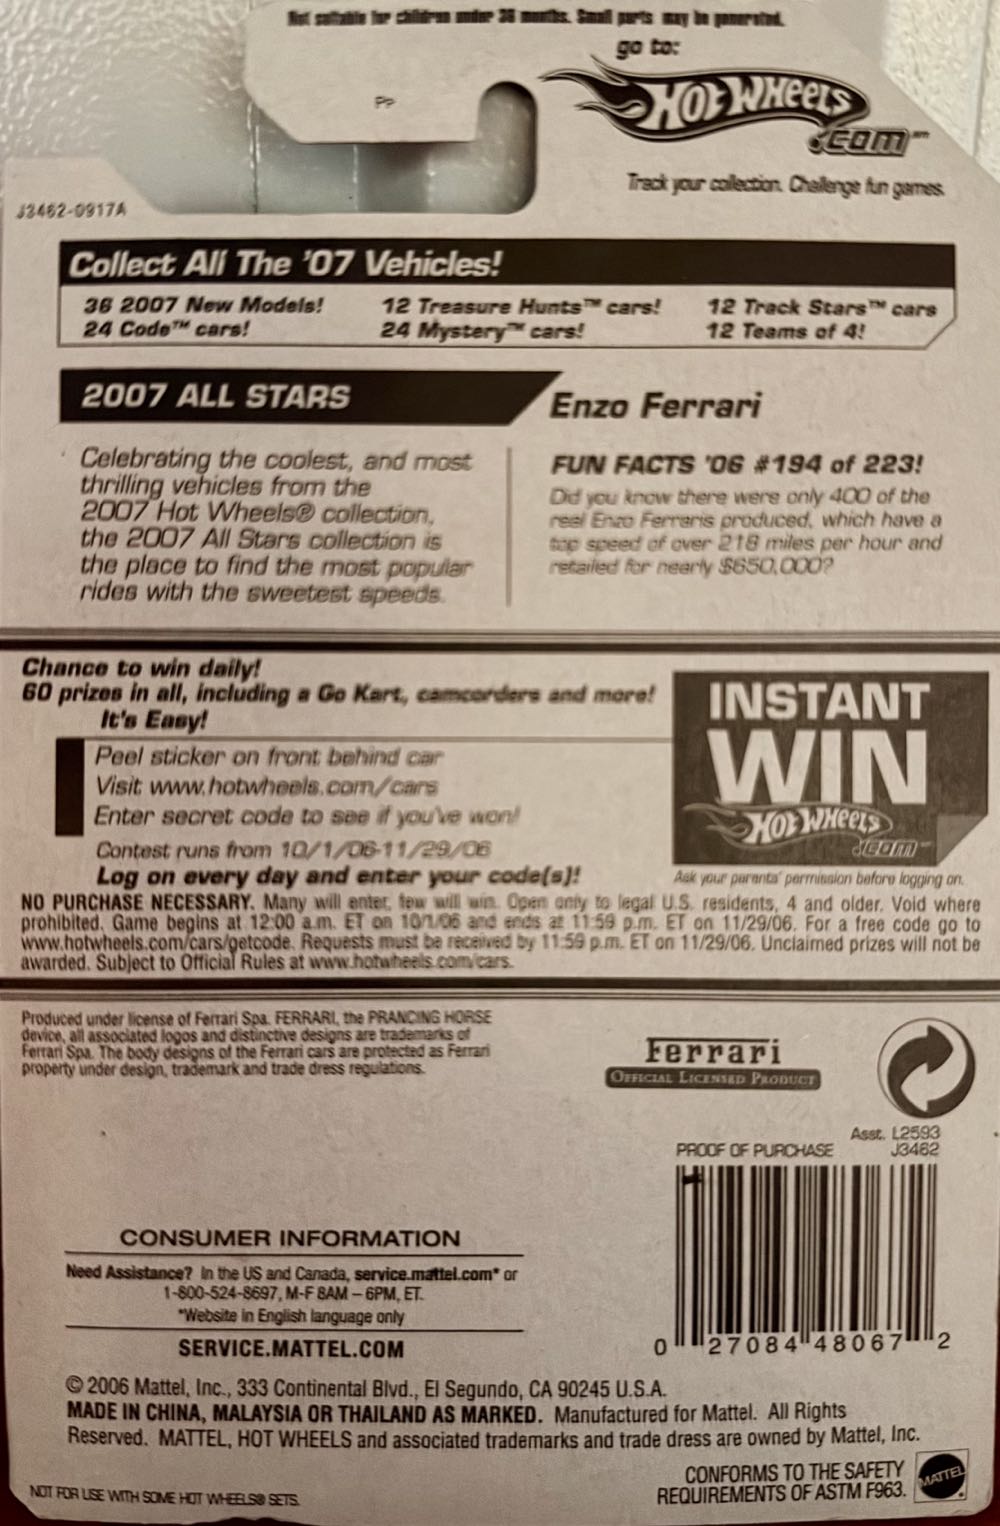 Not suitable for children under 36 months. Small parts may be generated.
go to:
HOT WHEELS
.COM
PP
Track your collection. Challenge fun games.
J3462-0917A
Collect All The '07 Vehicles!
36 2007 New Models! 12 Treasure Hunts™ cars! 12 Track Stars™ cars
24 Code™ cars! 24 Mystery™ cars! 12 Teams of 4!
2007 ALL STARS
Celebrating the coolest, and most
thrilling vehicles from the
2007 Hot Wheels® collection,
the 2007 All Stars collection is
the place to find the most popular
rides with the sweetest speeds.
Enzo Ferrari
FUN FACTS '06 #194 of 223!
Did you know there were only 400 of the
real Enzo Ferraris produced, which have a
top speed of over 218 miles per hour and
retailed for nearly $650,000?
Chance to win daily!
60 prizes in all, including a Go Kart, camcorders and more!
It's Easy!
Peel sticker on front behind car
Visit www.hotwheels.com/cars
Enter secret code to see if you've won!
Contest runs from 10/1/06-11/29/06
Log on every day and enter your code(s)!
INSTANT
WIN
HOT WHEELS
.COM
Ask your parents' permission before logging on.
NO PURCHASE NECESSARY. Many will enter, few will win. Open only to legal U.S. residents, 4 and older. Void where
prohibited. Game begins at 12:00 a.m. ET on 10/1/06 and ends at 11:59 p.m. ET on 11/29/06. For a free code go to
www.hotwheels.com/cars/getcode. Requests must be received by 11:59 p.m. ET on 11/29/06. Unclaimed prizes will not be
awarded. Subject to Official Rules at www.hotwheels.com/cars.
Produced under license of Ferrari Spa. FERRARI, the PRANCING HORSE
device, all associated logos and distinctive designs are trademarks of
Ferrari Spa. The body designs of the Ferrari cars are protected as Ferrari
property under design, trademark and trade dress regulations.
Ferrari
OFFICIAL LICENSED PRODUCT
Asst. L2593
PROOF OF PURCHASE J3462
0 27084 48067 2
CONSUMER INFORMATION
Need Assistance? In the US and Canada, service.mattel.com* or
1-800-524-8697, M-F 8AM – 6PM, ET.
*Website in English language only
SERVICE.MATTEL.COM
© 2006 Mattel, Inc., 333 Continental Blvd., El Segundo, CA 90245 U.S.A.
MADE IN CHINA, MALAYSIA OR THAILAND AS MARKED. Manufactured for Mattel. All Rights
Reserved. MATTEL, HOT WHEELS and associated trademarks and trade dress are owned by Mattel, Inc.
CONFORMS TO THE SAFETY
REQUIREMENTS OF ASTM F963.
MATTEL
NOT FOR USE WITH SOME HOT WHEELS® SETS.